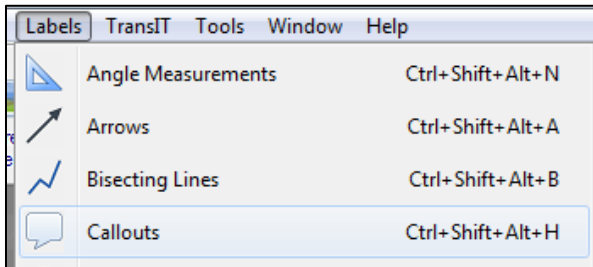 Labels TransIT Tools Window Help
Angle Measurements Ctrl+Shift+Alt+N
Arrows Ctrl+Shift+Alt+A
Bisecting Lines Ctrl+Shift+Alt+B
Callouts Ctrl+Shift+Alt+H